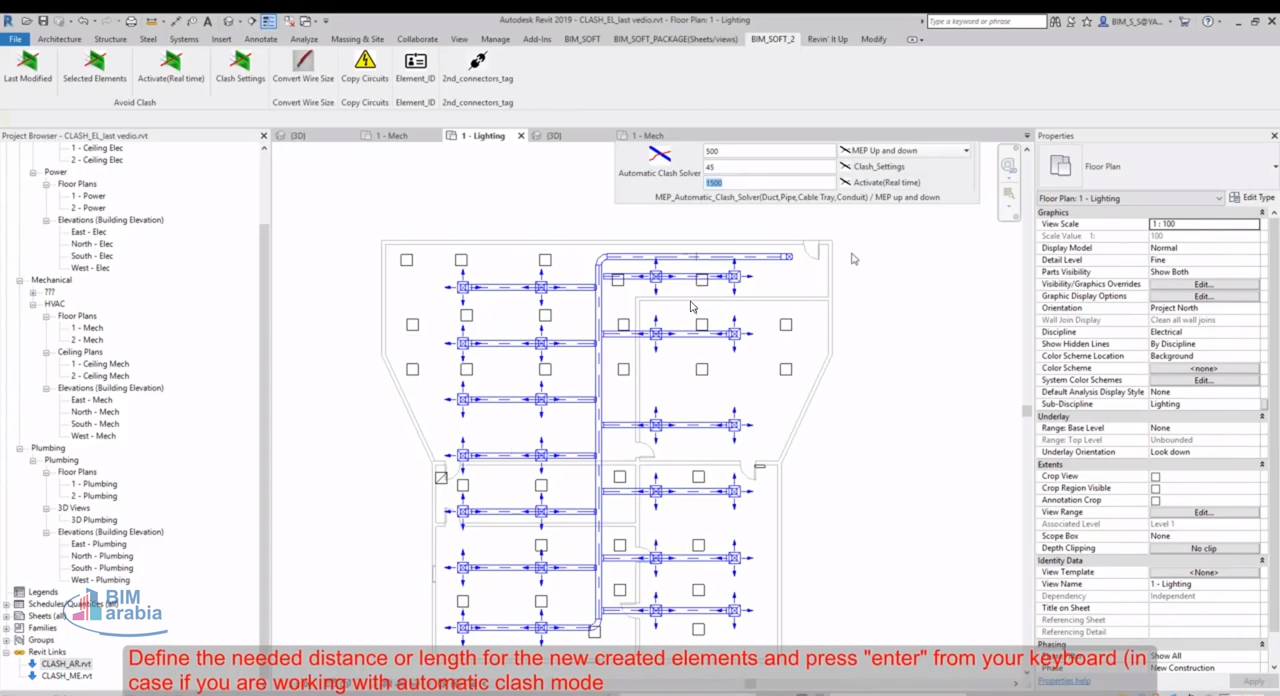 Autodesk Revit 2019 - CLASH_EL_last vedio.rvt - Floor Plan: 1 - Lighting
Type a keyword or phrase
BIM_S_S@YA...
File Architecture Structure Steel Systems Insert Annotate Analyze Massing & Site Collaborate View Manage Add-Ins BIM_SOFT BIM_SOFT_PACKAGE(Sheets/views) BIM_SOFT_2 Revin' It Up Modify
Last Modified Selected Elements Activate(Real time) Clash Settings Convert Wire Size Copy Circuits Element_ID 2nd_connectors_tag
Avoid Clash Convert Wire Size Copy Circuits Element_ID 2nd_connectors_tag
Project Browser - CLASH_EL_last vedio.rvt
1 - Ceiling Elec
2 - Ceiling Elec
Power
Floor Plans
1 - Power
2 - Power
Elevations (Building Elevation)
East - Elec
North - Elec
South - Elec
West - Elec
Mechanical
???
HVAC
Floor Plans
1 - Mech
2 - Mech
Ceiling Plans
1 - Ceiling Mech
2 - Ceiling Mech
Elevations (Building Elevation)
East - Mech
North - Mech
South - Mech
West - Mech
Plumbing
Plumbing
Floor Plans
1 - Plumbing
2 - Plumbing
3D Views
3D Plumbing
Elevations (Building Elevation)
East - Plumbing
North - Plumbing
South - Plumbing
West - Plumbing
Legends
Schedules/Quantities (all)
Sheets (all)
Families
Groups
Revit Links
CLASH_AR.rvt
CLASH_ME.rvt
BIM
arabia
{3D} 1 - Mech 1 - Lighting {3D} 1 - Mech
Automatic Clash Solver
500
45
1500
MEP Up and down
Clash_Settings
Activate(Real time)
MEP_Automatic_Clash_Solver(Duct,Pipe,Cable Tray,Conduit) / MEP up and down
Properties
Floor Plan
Floor Plan: 1 - Lighting Edit Type
Graphics
View Scale 1 : 100
Scale Value 1: 100
Display Model Normal
Detail Level Fine
Parts Visibility Show Both
Visibility/Graphics Overrides Edit...
Graphic Display Options Edit...
Orientation Project North
Wall Join Display Clean all wall joins
Discipline Electrical
Show Hidden Lines By Discipline
Color Scheme Location Background
Color Scheme <none>
System Color Schemes Edit...
Default Analysis Display Style None
Sub-Discipline Lighting
Underlay
Range: Base Level None
Range: Top Level Unbounded
Underlay Orientation Look down
Extents
Crop View
Crop Region Visible
Annotation Crop
View Range Edit...
Associated Level Level 1
Scope Box None
Depth Clipping No clip
Identity Data
View Template <None>
View Name 1 - Lighting
Dependency Independent
Title on Sheet
Referencing Sheet
Referencing Detail
Phasing
Show All
New Construction
Properties help Apply
Define the needed distance or length for the new created elements and press "enter" from your keyboard (in
case if you are working with automatic clash mode